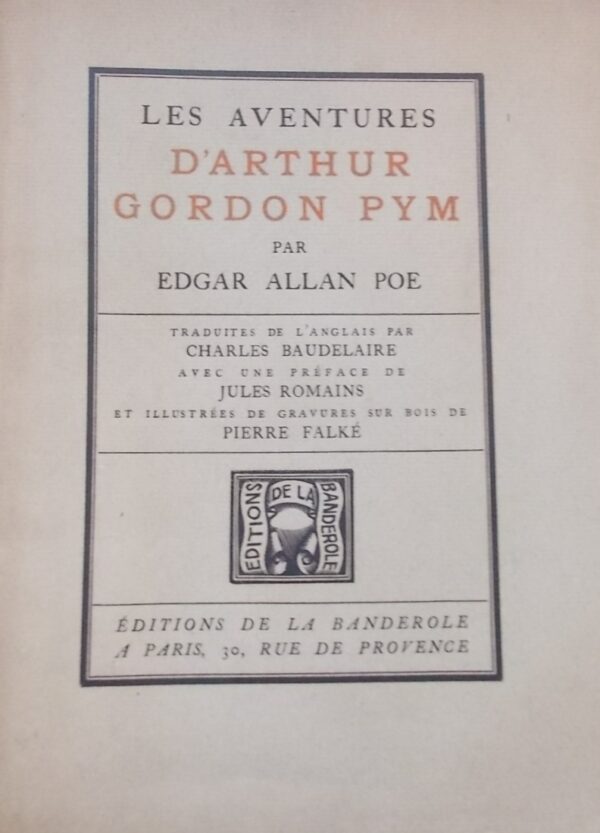 LES AVENTURES
D'ARTHUR
GORDON PYM
PAR
EDGAR ALLAN POE
TRADUITES DE L'ANGLAIS PAR
CHARLES BAUDELAIRE
AVEC UNE PRÉFACE DE
JULES ROMAINS
ET ILLUSTRÉES DE GRAVURES SUR BOIS DE
PIERRE FALKÉ
EDITIONS
DE LA
BANDEROLE
ÉDITIONS DE LA BANDEROLE
A PARIS, 30, RUE DE PROVENCE